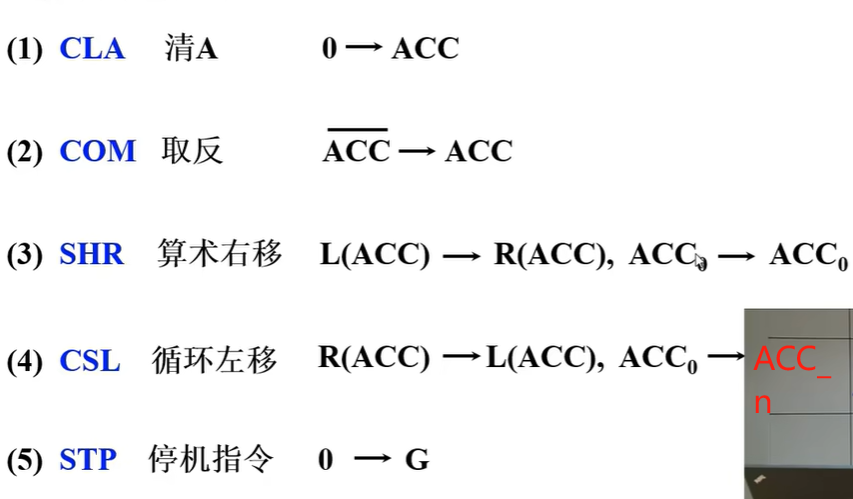 (1) CLA 清A 0 → ACC
(2) COM 取反 A̅C̅C̅ → ACC
(3) SHR 算术右移 L(ACC) → R(ACC), ACC₀ → ACC₀
(4) CSL 循环左移 R(ACC) → L(ACC), ACC₀ → ACC_
n
(5) STP 停机指令 0 → G